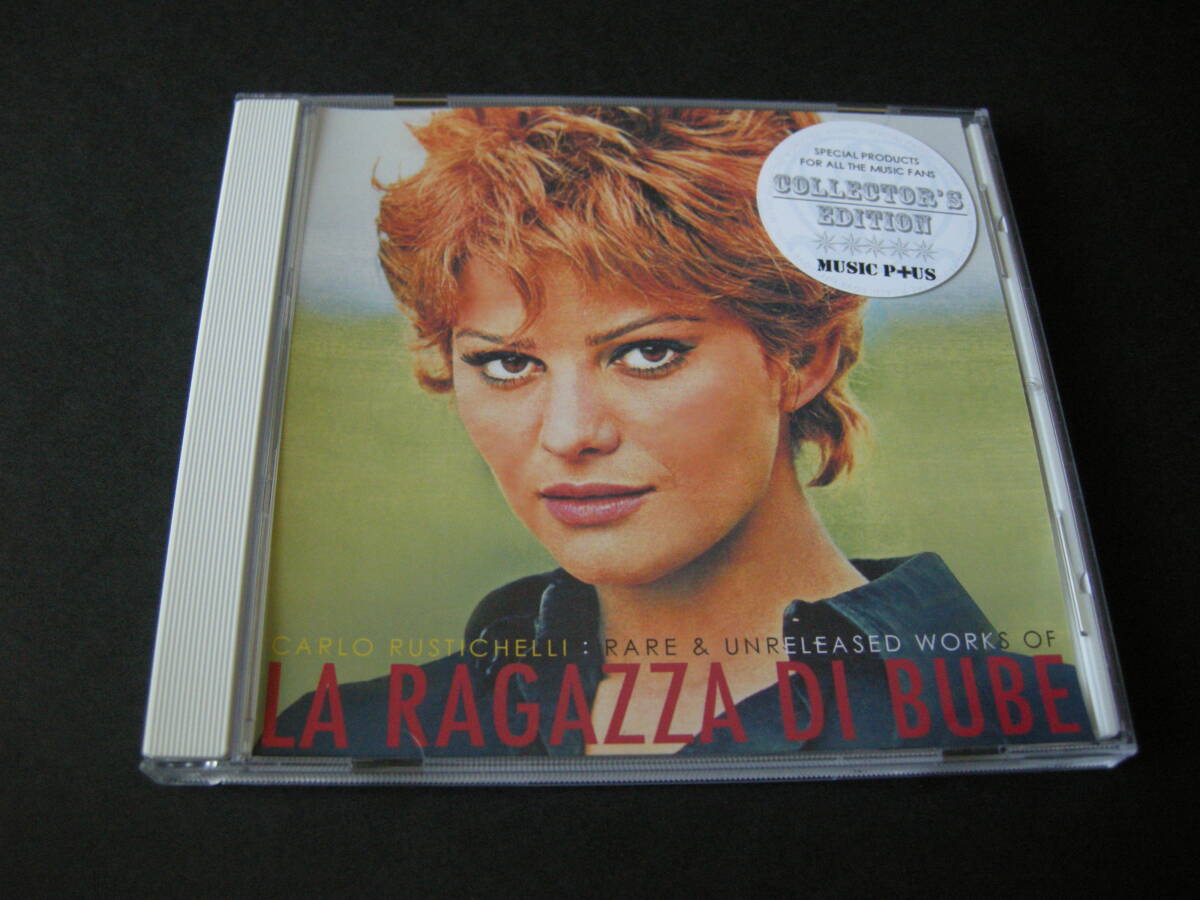 SPECIAL PRODUCTS
FOR ALL THE MUSIC FANS
COLLECTOR'S
EDITION
MUSIC P+US
CARLO RUSTICHELLI : RARE & UNRELEASED WORKS OF
LA RAGAZZA DI BUBE